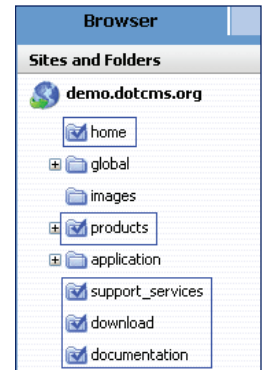 Browser
Sites and Folders
demo.dotcms.org
home
global
images
products
application
support_services
download
documentation